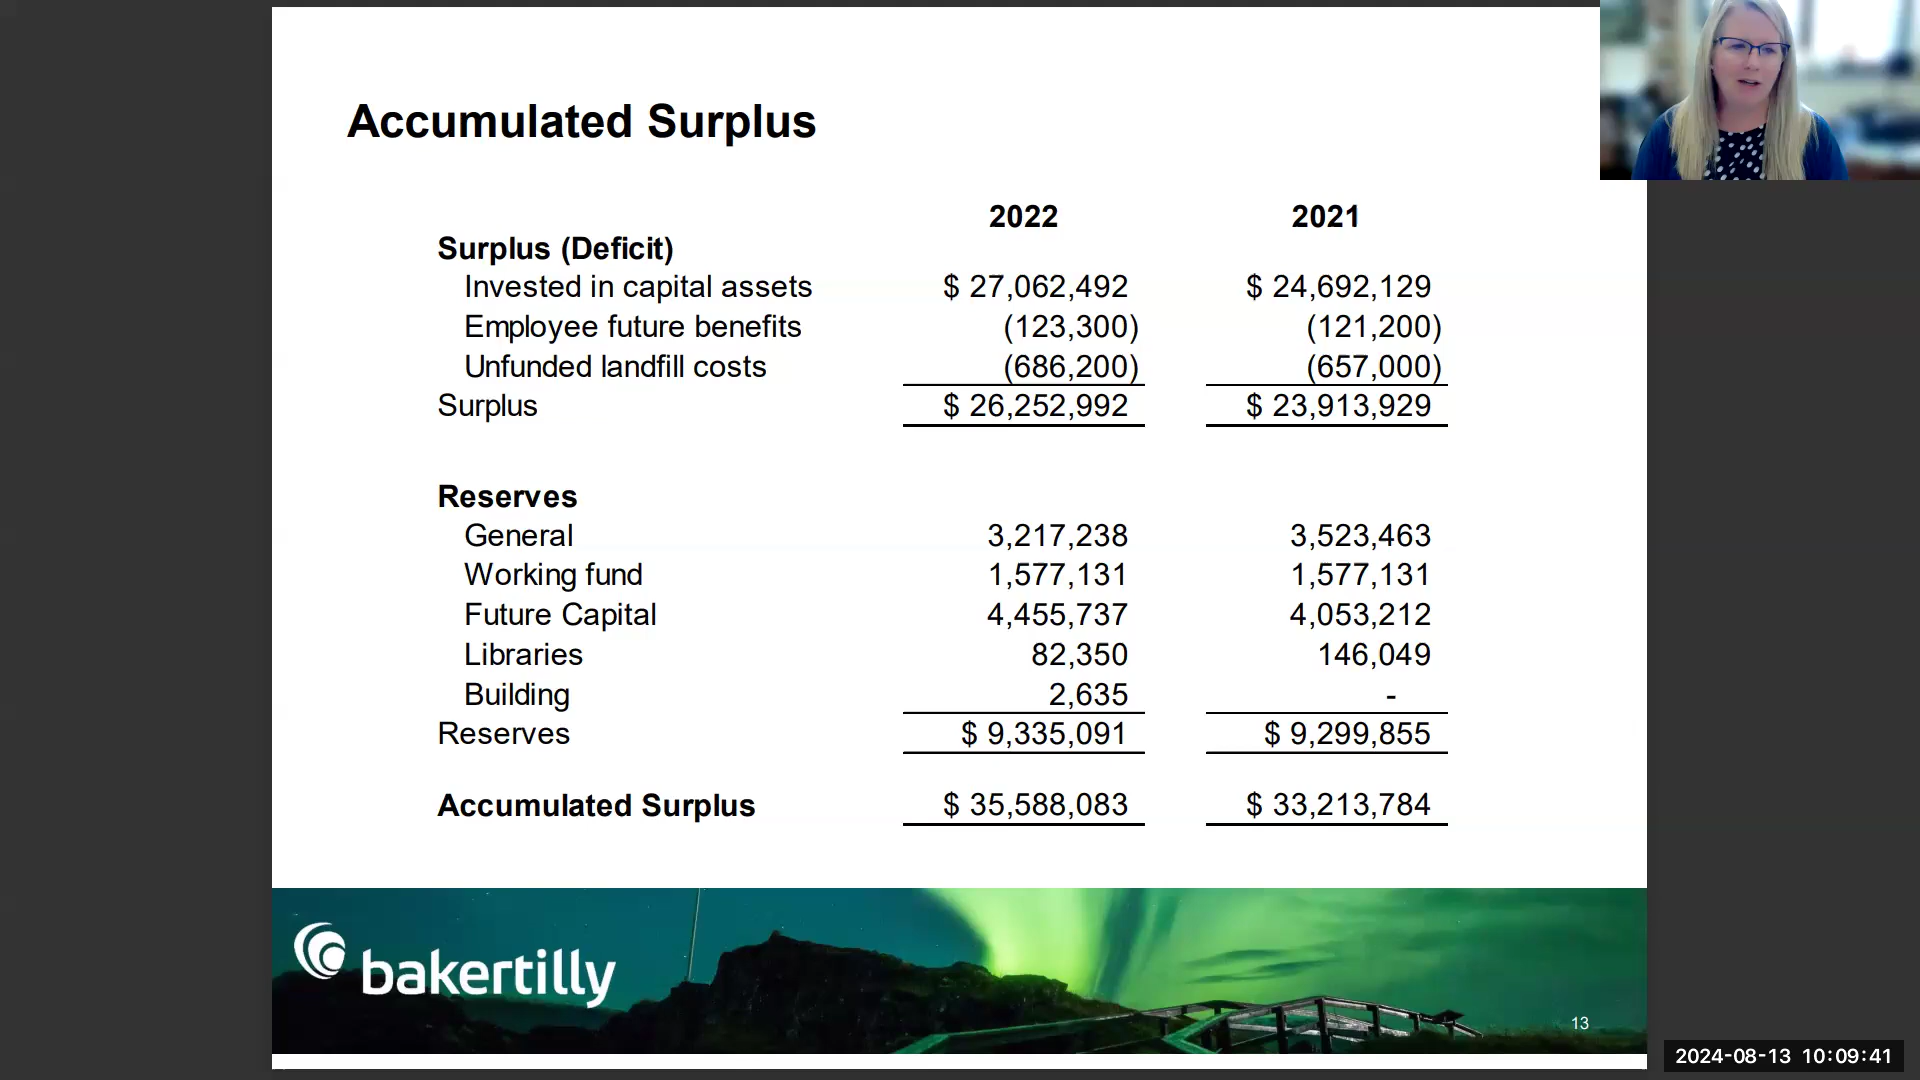 Accumulated Surplus
2022 2021
Surplus (Deficit)
Invested in capital assets $ 27,062,492 $ 24,692,129
Employee future benefits (123,300) (121,200)
Unfunded landfill costs (686,200) (657,000)
Surplus $ 26,252,992 $ 23,913,929
Reserves
General 3,217,238 3,523,463
Working fund 1,577,131 1,577,131
Future Capital 4,455,737 4,053,212
Libraries 82,350 146,049
Building 2,635 -
Reserves $ 9,335,091 $ 9,299,855
Accumulated Surplus $ 35,588,083 $ 33,213,784
bakertilly
13
2024-08-13 10:09:41